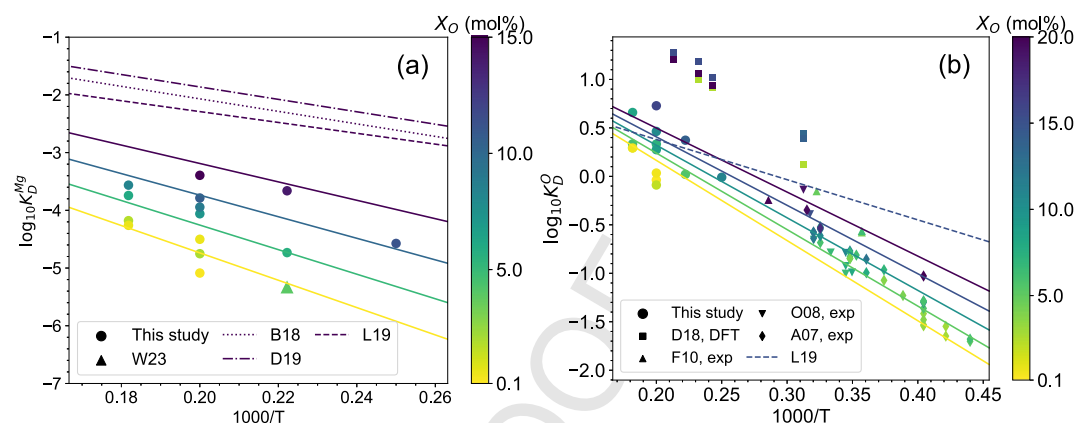 X_O (mol%)
X_O (mol%)
(a)
(b)
−1
−2
−3
−4
−5
−6
−7
log₁₀K_D^{Mg}
0.18
0.20
0.22
0.24
0.26
1000/T
This study
W23
B18
D19
L19
15.0
10.0
5.0
0.1
1.0
0.5
0.0
−0.5
−1.0
−1.5
−2.0
log₁₀K_D^O
0.20
0.25
0.30
0.35
0.40
0.45
1000/T
This study
D18, DFT
F10, exp
O08, exp
A07, exp
L19
20.0
15.0
10.0
5.0
0.1